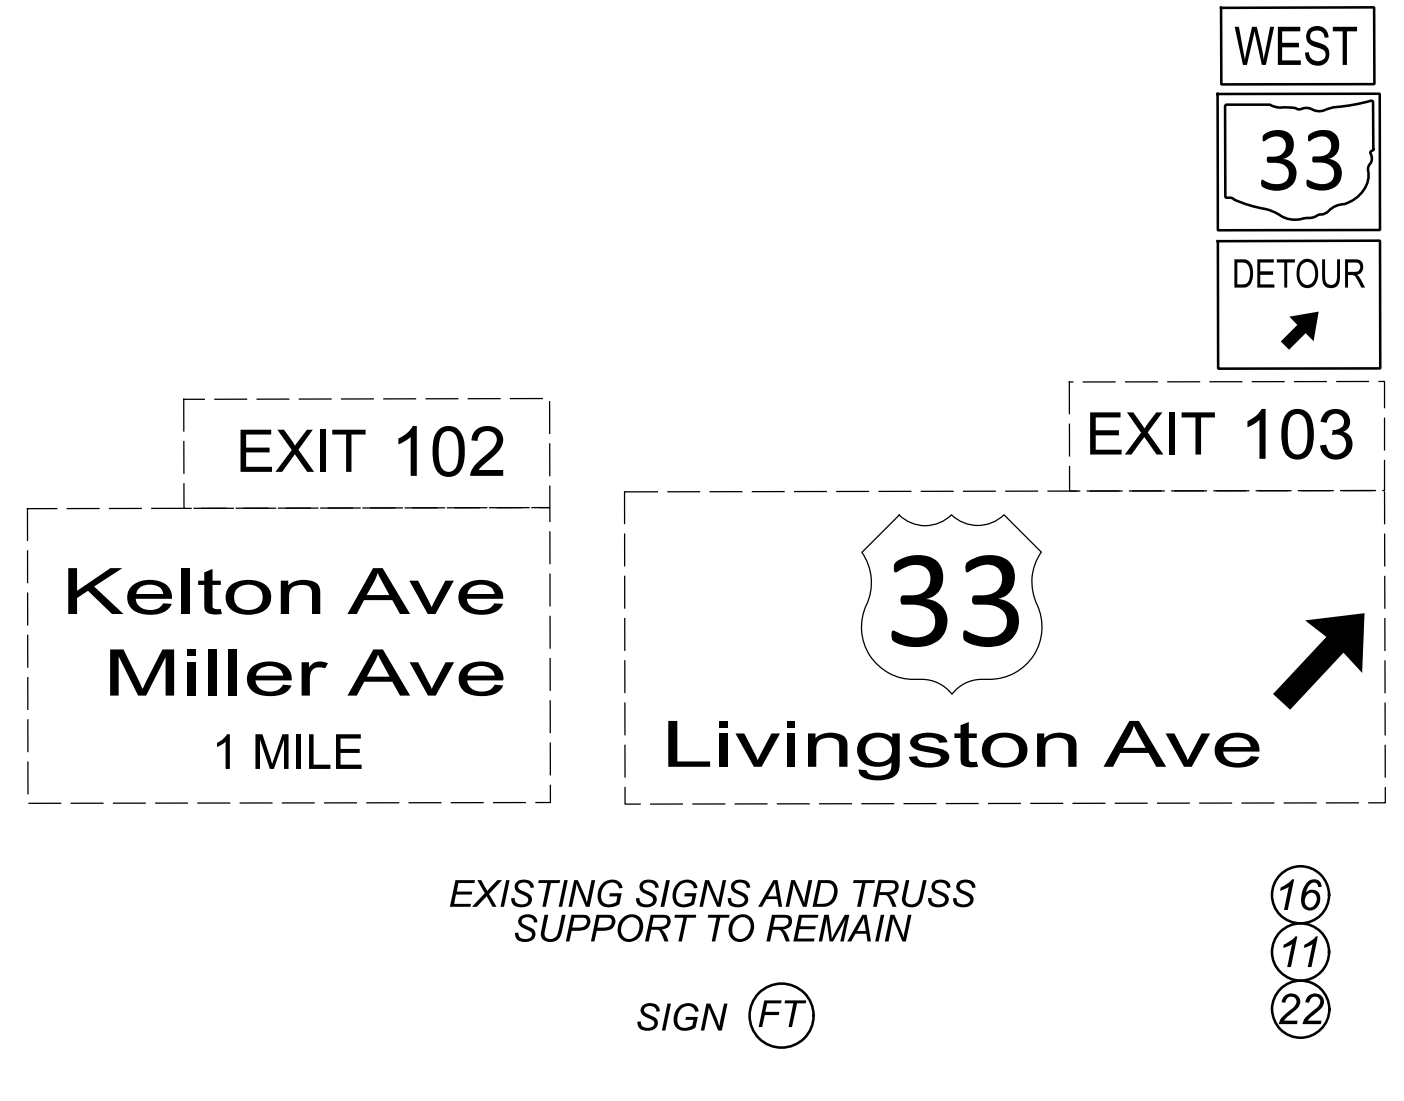 WEST
33
DETOUR
EXIT 102
Kelton Ave
Miller Ave
1 MILE
EXIT 103
33
Livingston Ave
EXISTING SIGNS AND TRUSS
SUPPORT TO REMAIN
SIGN FT
16
11
22